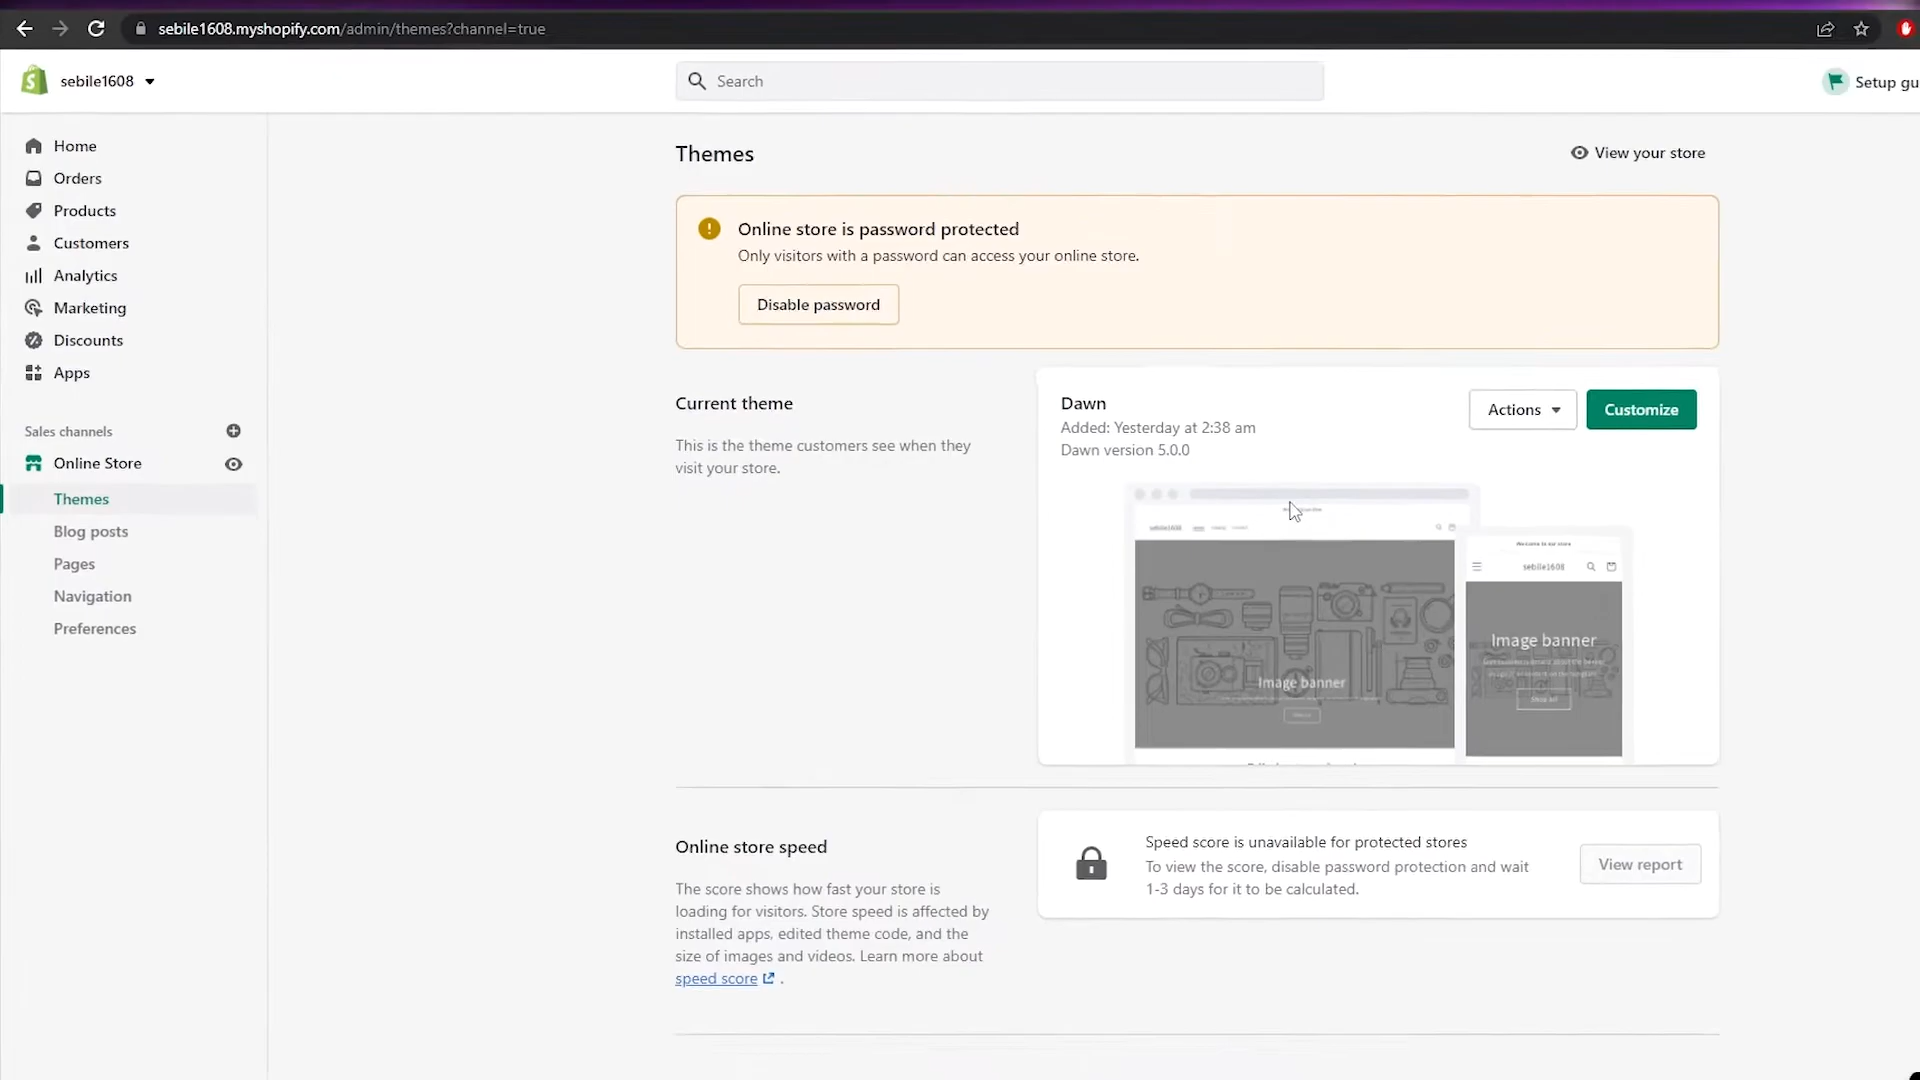 sebile1608.myshopify.com/admin/themes?channel=true
sebile1608
Search
Setup gu
Home
Orders
Products
Customers
Analytics
Marketing
Discounts
Apps
Sales channels
Online Store
Themes
Blog posts
Pages
Navigation
Preferences
Themes
View your store
Online store is password protected
Only visitors with a password can access your online store.
Disable password
Current theme
This is the theme customers see when they
visit your store.
Dawn
Added: Yesterday at 2:38 am
Dawn version 5.0.0
Actions
Customize
sebile1608
Image banner
Welcome to our store
sebile1608
Image banner
Shop all
Online store speed
The score shows how fast your store is
loading for visitors. Store speed is affected by
installed apps, edited theme code, and the
size of images and videos. Learn more about
speed score .
Speed score is unavailable for protected stores
To view the score, disable password protection and wait
1-3 days for it to be calculated.
View report